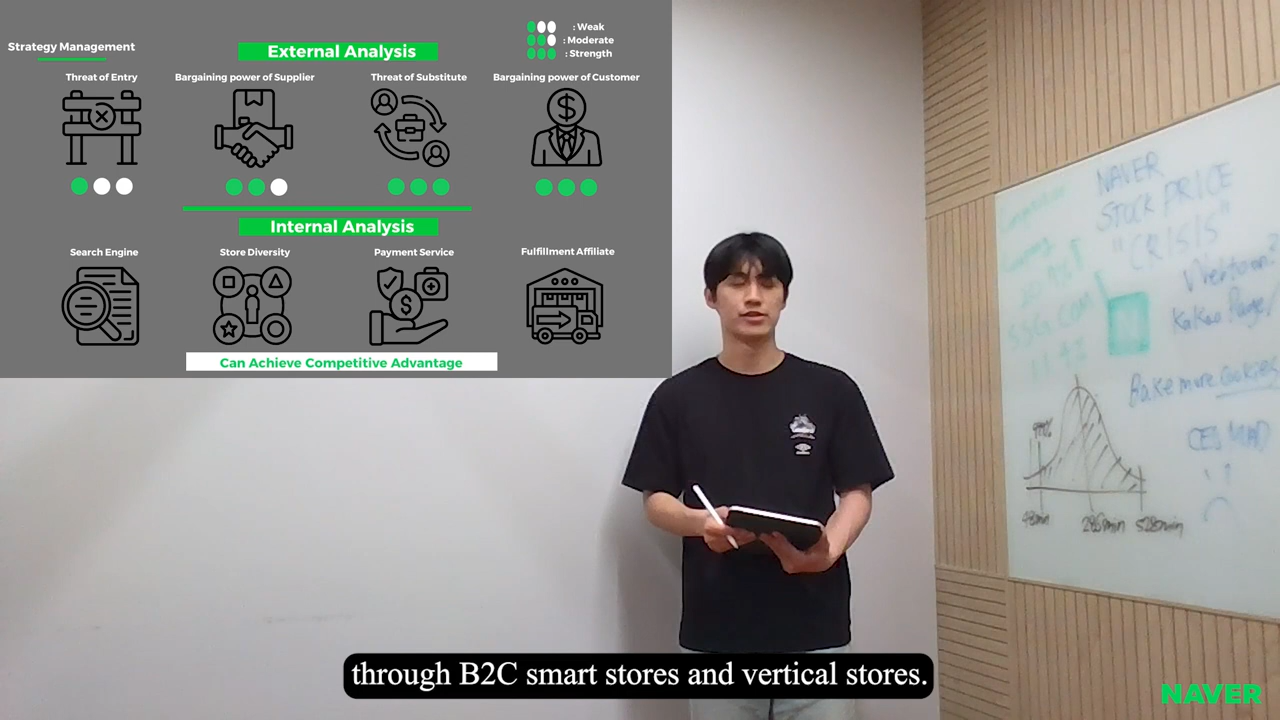 Strategy Management
External Analysis
: Weak
: Moderate
: Strength
Threat of Entry
Bargaining power of Supplier
Threat of Substitute
Bargaining power of Customer
Internal Analysis
Search Engine
Store Diversity
Payment Service
Fulfillment Affiliate
Can Achieve Competitive Advantage
NAVER
STOCK PRICE
"CRISIS"
Webtoon?
Kakao Page/
SSG.COM
Bake more cookies
through B2C smart stores and vertical stores.
NAVER